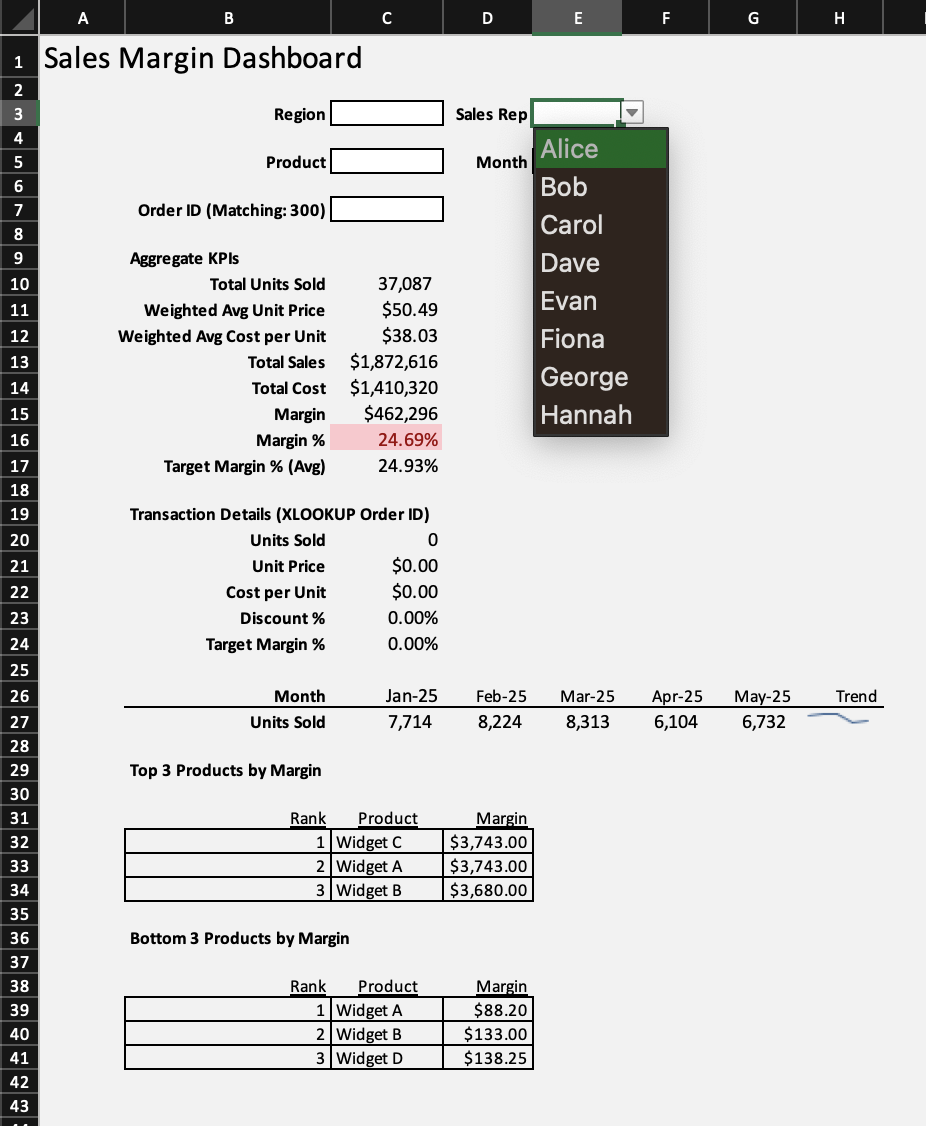 A B C D E F G H
1 Sales Margin Dashboard
2
3 Region Sales Rep
4 Alice
5 Product Month
6 Bob
7 Order ID (Matching: 300) Carol
8
9 Aggregate KPIs Dave
10 Total Units Sold 37,087
11 Weighted Avg Unit Price $50.49 Evan
12 Weighted Avg Cost per Unit $38.03 Fiona
13 Total Sales $1,872,616
14 Total Cost $1,410,320 George
15 Margin $462,296 Hannah
16 Margin % 24.69%
17 Target Margin % (Avg) 24.93%
18
19 Transaction Details (XLOOKUP Order ID)
20 Units Sold 0
21 Unit Price $0.00
22 Cost per Unit $0.00
23 Discount % 0.00%
24 Target Margin % 0.00%
25
26 Month Jan-25 Feb-25 Mar-25 Apr-25 May-25 Trend
27 Units Sold 7,714 8,224 8,313 6,104 6,732
28
29 Top 3 Products by Margin
30
31 Rank Product Margin
32 1 Widget C $3,743.00
33 2 Widget A $3,743.00
34 3 Widget B $3,680.00
35
36 Bottom 3 Products by Margin
37
38 Rank Product Margin
39 1 Widget A $88.20
40 2 Widget B $133.00
41 3 Widget D $138.25
42
43